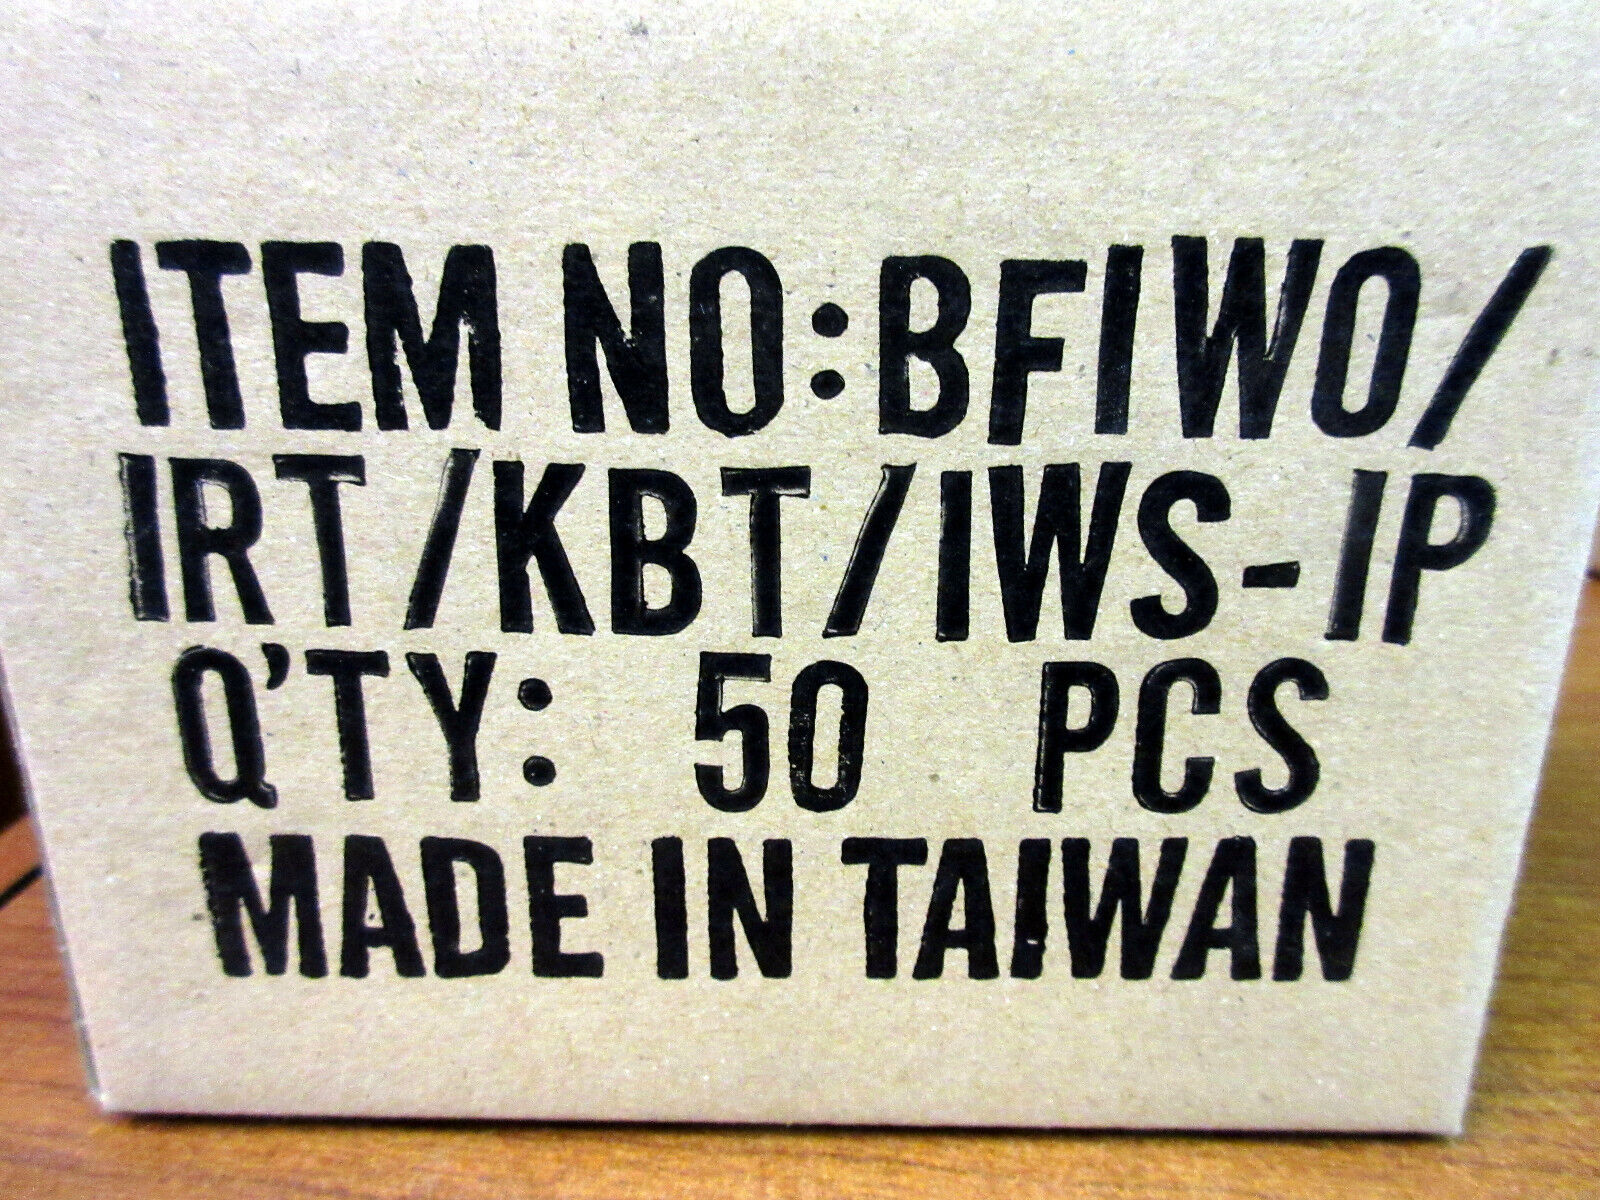 ITEM NO:BFIWO/
IRT/KBT/IWS-IP
Q'TY: 50 PCS
MADE IN TAIWAN